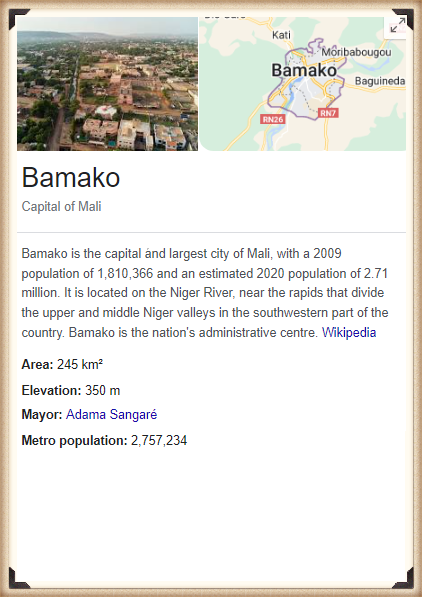 Kati
Moribabougou
Bamako
Baguineda
RN26
RN7
Bamako
Capital of Mali
Bamako is the capital and largest city of Mali, with a 2009
population of 1,810,366 and an estimated 2020 population of 2.71
million. It is located on the Niger River, near the rapids that divide
the upper and middle Niger valleys in the southwestern part of the
country. Bamako is the nation's administrative centre. Wikipedia
Area: 245 km²
Elevation: 350 m
Mayor: Adama Sangaré
Metro population: 2,757,234